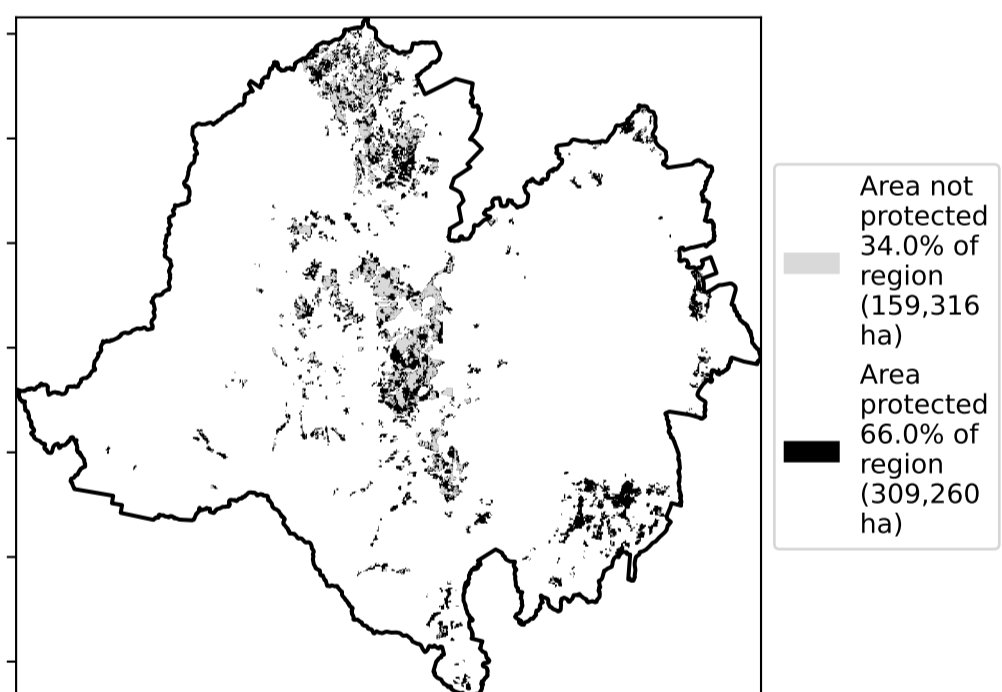 Area not
protected
34.0% of
region
(159,316
ha)
Area
protected
66.0% of
region
(309,260
ha)